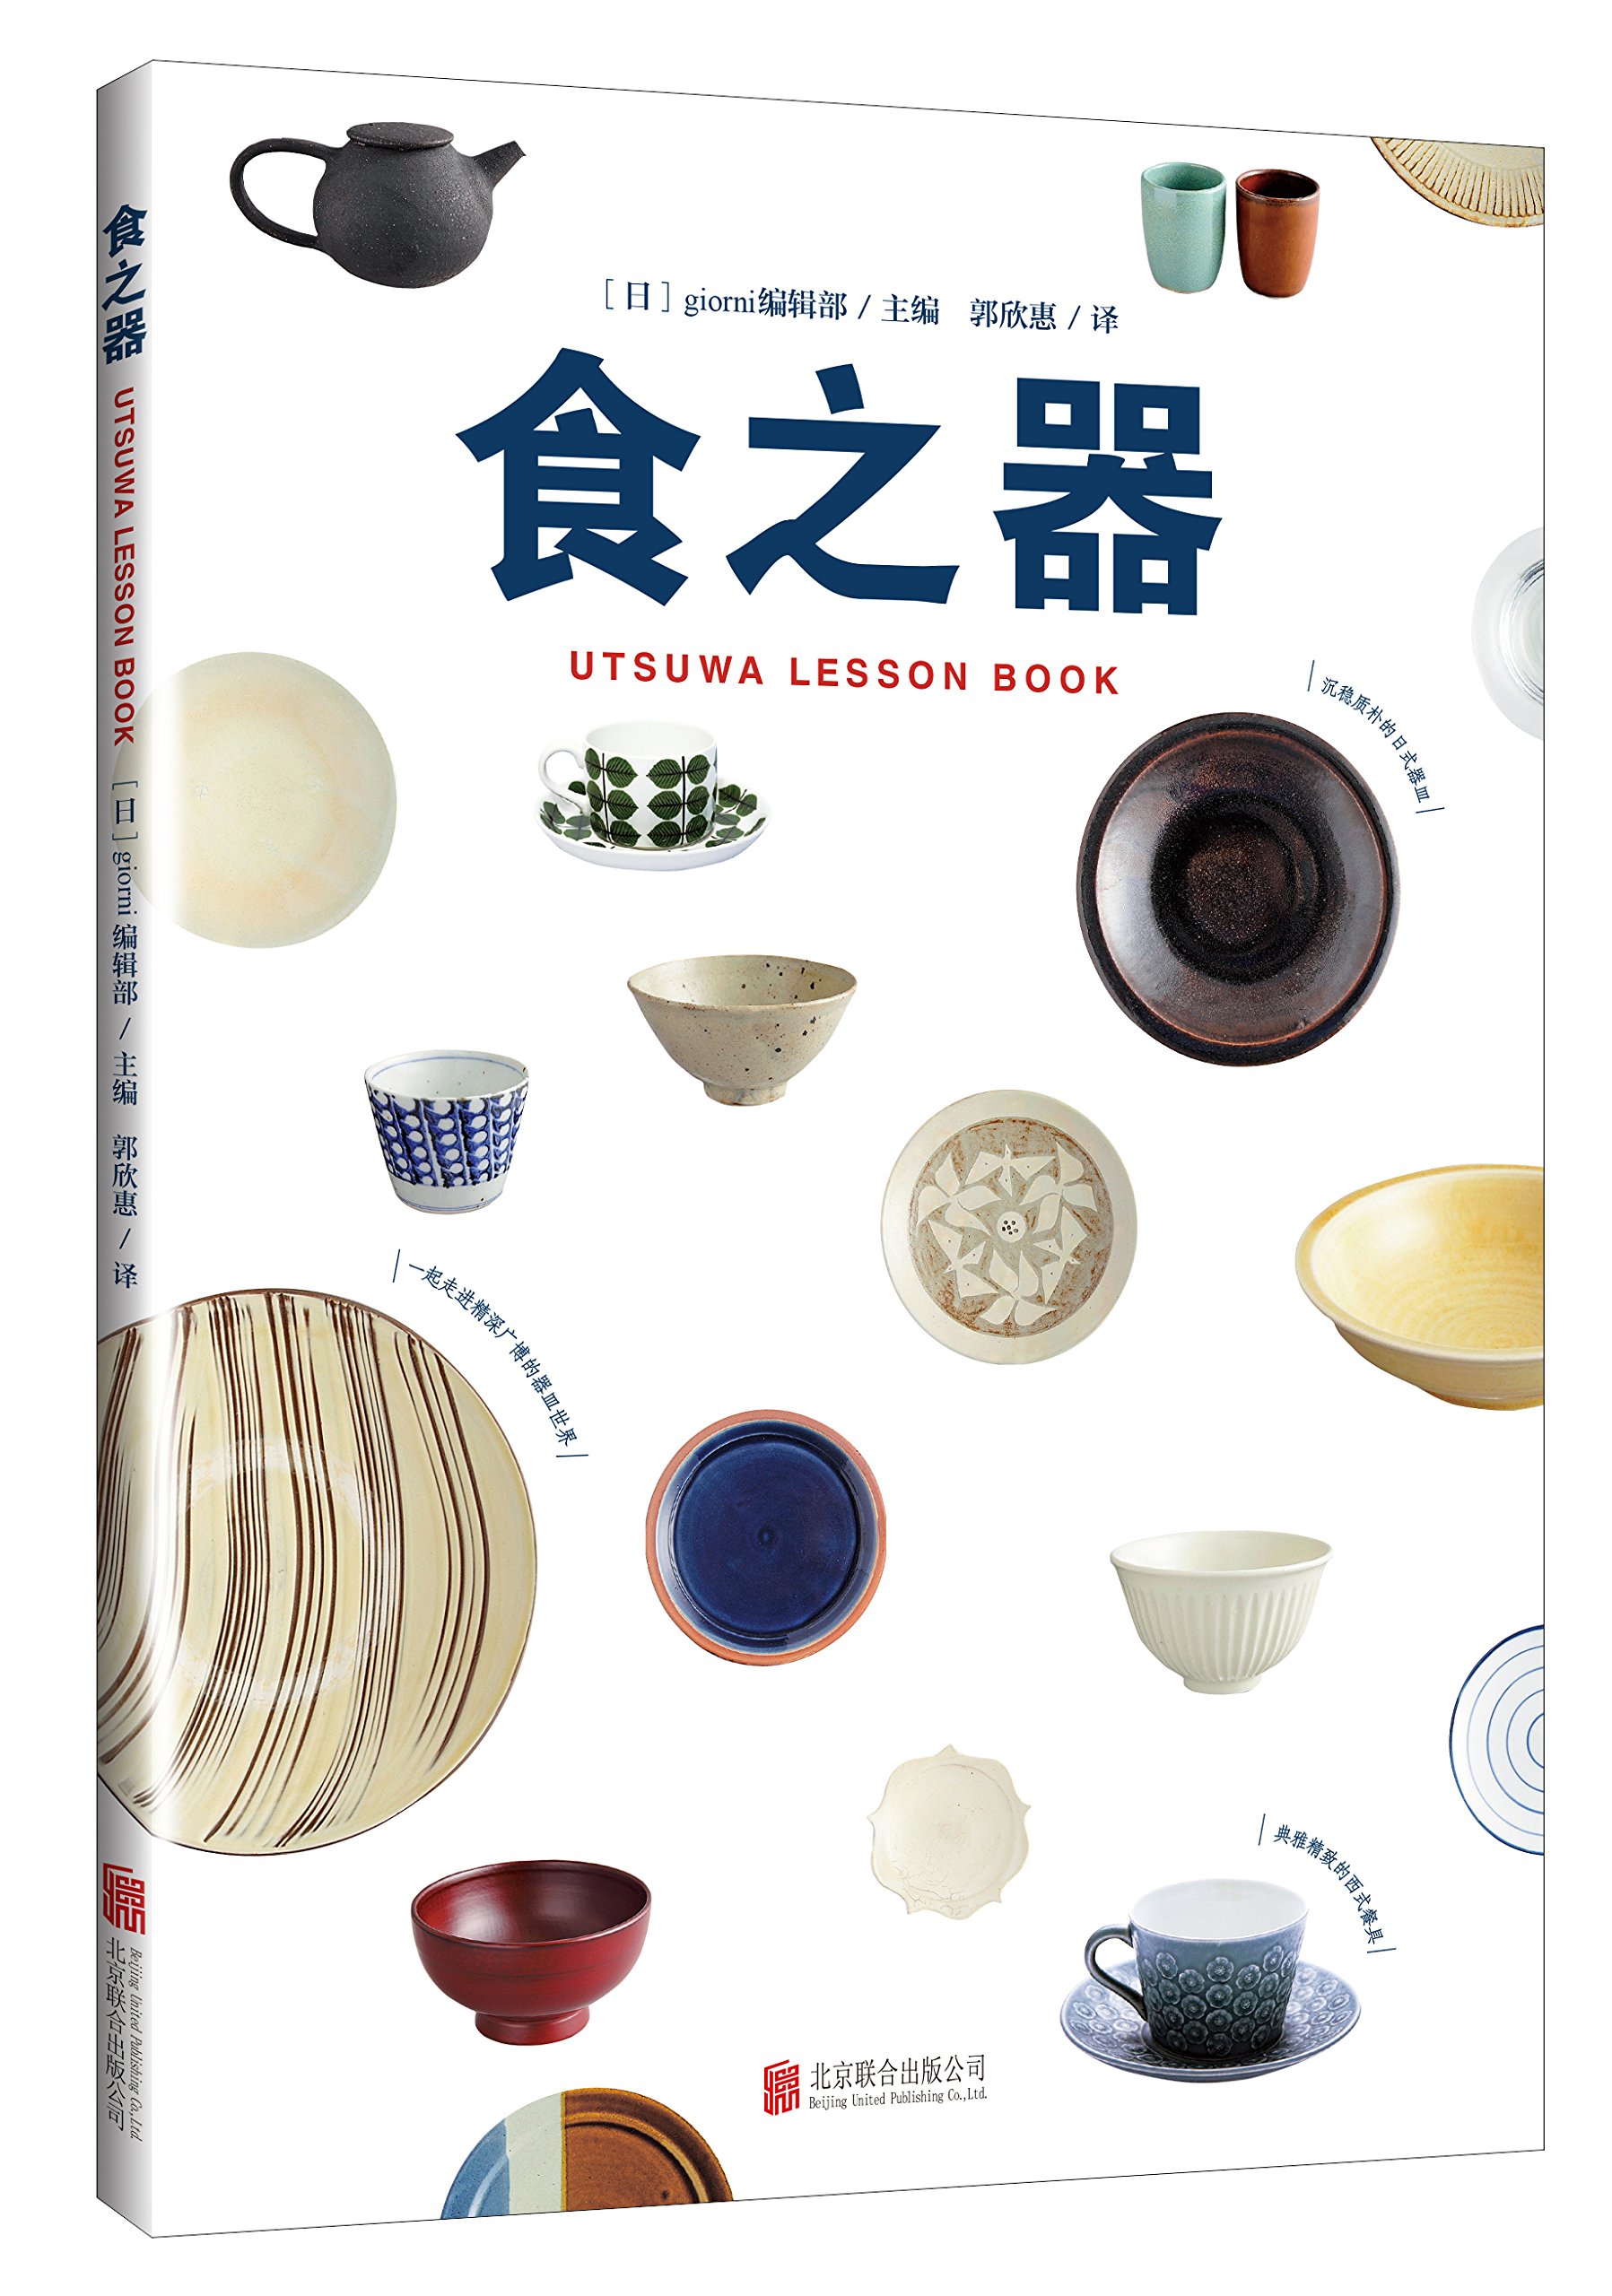 [日] giorni编辑部 / 主编 郭欣惠 / 译
食之器
UTSUWA LESSON BOOK
沉稳质朴的日式器皿
一起走进精深广博的器皿世界
典雅精致的西式餐具
北京联合出版公司
Beijing United Publishing Co.,Ltd.
食之器
UTSUWA LESSON BOOK
[日] giorni 编辑部 / 主编 郭欣惠 / 译
北京联合出版公司
Beijing United Publishing Co.,Ltd.